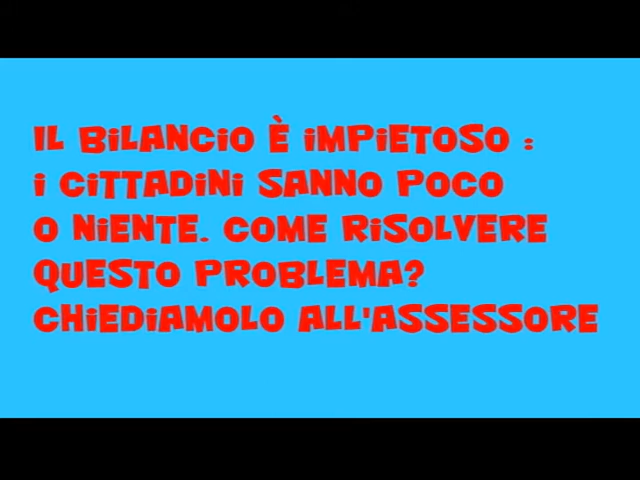 IL BILANCIO È IMPIETOSO :
I CITTADINI SANNO POCO
O NIENTE. COME RISOLVERE
QUESTO PROBLEMA?
CHIEDIAMOLO ALL'ASSESSORE